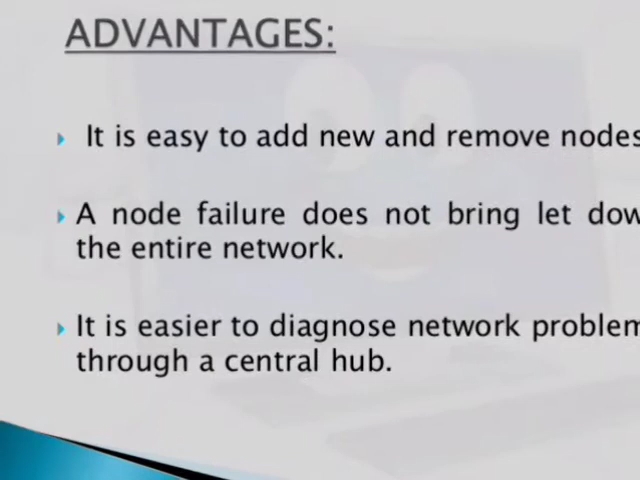 ADVANTAGES:
It is easy to add new and remove nodes
A node failure does not bring let dow
the entire network.
It is easier to diagnose network problem
through a central hub.